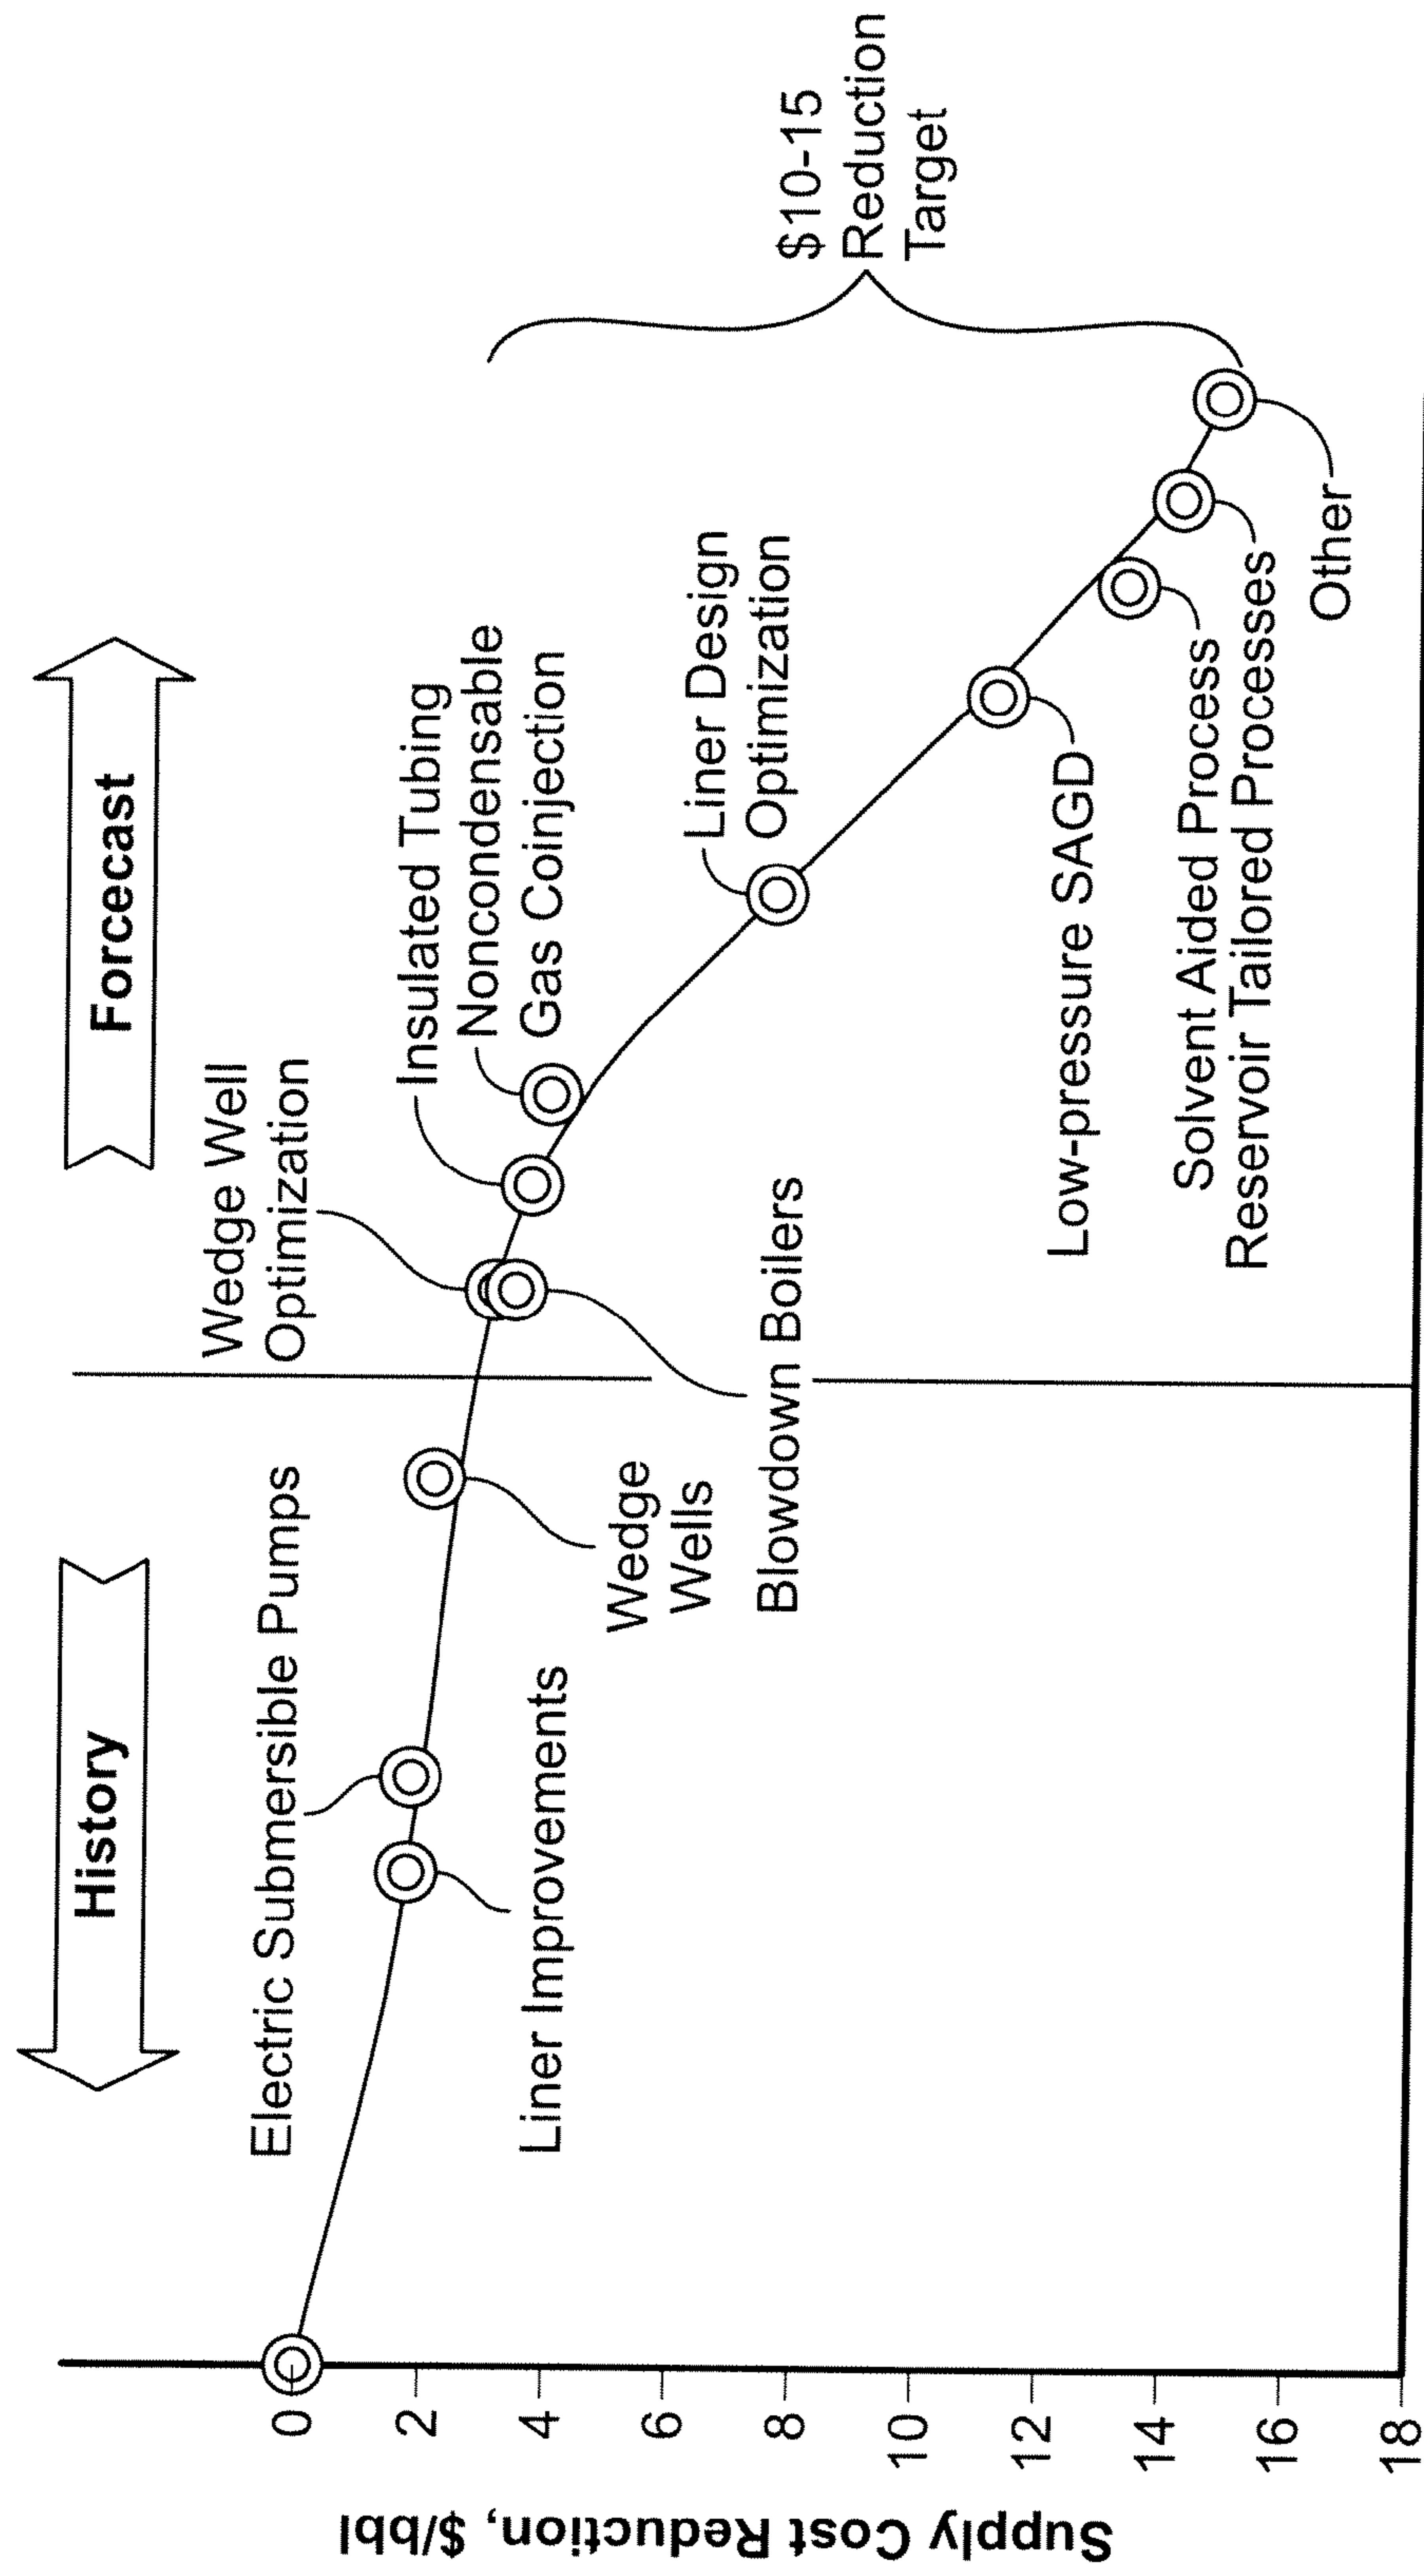 History
Forcecast
Electric Submersible Pumps
Liner Improvements
Wedge
Wells
Wedge Well
Optimization
Blowdown Boilers
Insulated Tubing
Noncondensable
Gas Coinjection
Liner Design
Optimization
Low-pressure SAGD
Solvent Aided Process
Reservoir Tailored Processes
Other
$10-15
Reduction
Target
Supply Cost Reduction, $/bbl
0
2
4
6
8
10
12
14
16
18